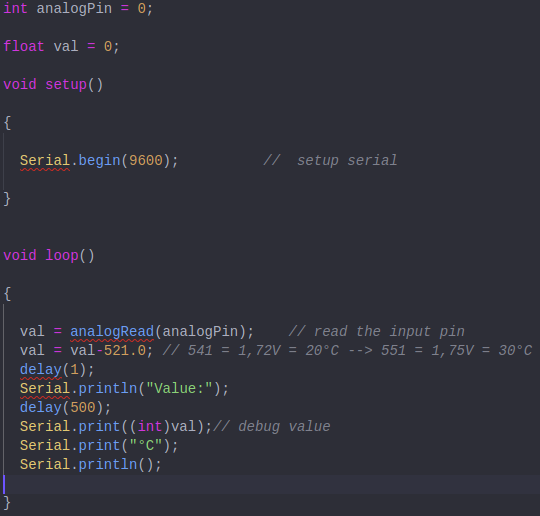 int analogPin = 0;
float val = 0;
void setup()
{
  Serial.begin(9600);          //  setup serial
}
void loop()
{
  val = analogRead(analogPin);    // read the input pin
  val = val-521.0; // 541 = 1,72V = 20°C --> 551 = 1,75V = 30°C
  delay(1);
  Serial.println("Value:");
  delay(500);
  Serial.print((int)val);// debug value
  Serial.print("°C");
  Serial.println();
}